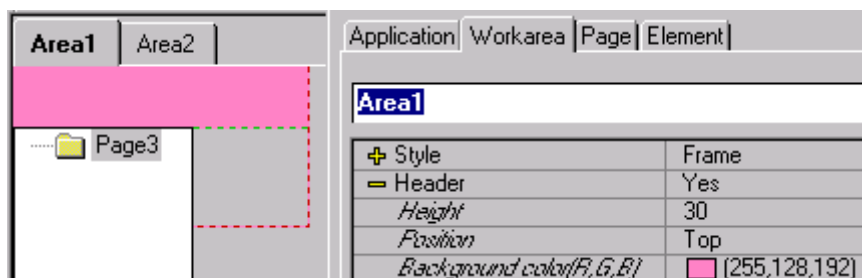 Area1 Area2
Page3
Application Workarea Page Element
Area1
Style Frame
Header Yes
Height 30
Position Top
Background color(R,G,B) (255,128,192)